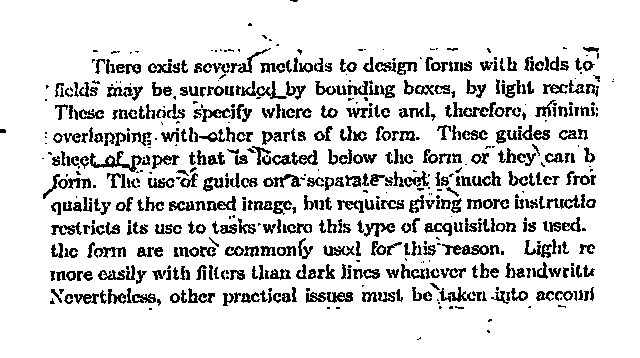 There exist several methods to design forms with fields to
fields may be surrounded by bounding boxes, by light rectan
These methods specify where to write and, therefore, minimi
overlapping with other parts of the form. These guides can
sheet of paper that is located below the form or they can b
form. The use of guides on a separate sheet is much better from
quality of the scanned image, but requires giving more instructio
restricts its use to tasks where this type of acquisition is used.
the form are more commonly used for this reason. Light re
more easily with filters than dark lines whenever the handwritt
Nevertheless, other practical issues must be taken into account